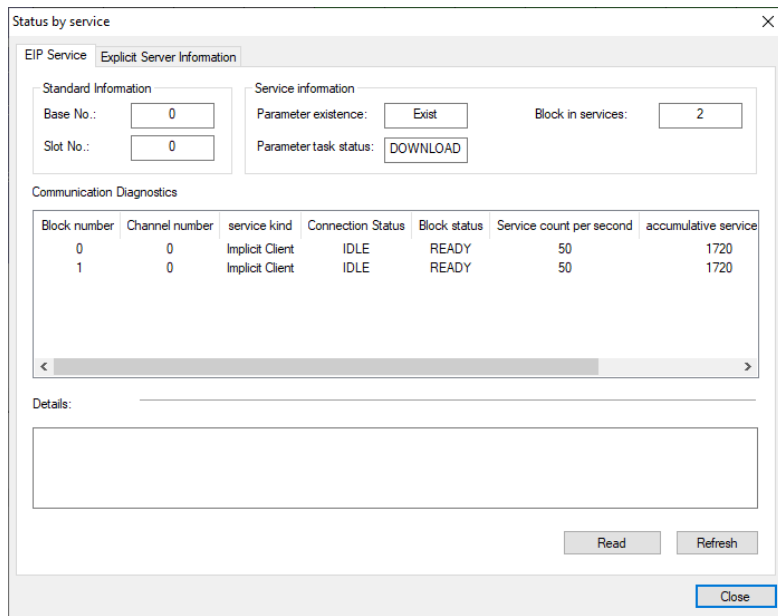 Status by service
EIP Service Explicit Server Information
Standard Information
Base No.: 0
Slot No.: 0
Service information
Parameter existence: Exist Block in services: 2
Parameter task status: DOWNLOAD
Communication Diagnostics
Block number Channel number service kind Connection Status Block status Service count per second accumulative service
0 0 Implicit Client IDLE READY 50 1720
1 0 Implicit Client IDLE READY 50 1720
Details:
Read Refresh
Close